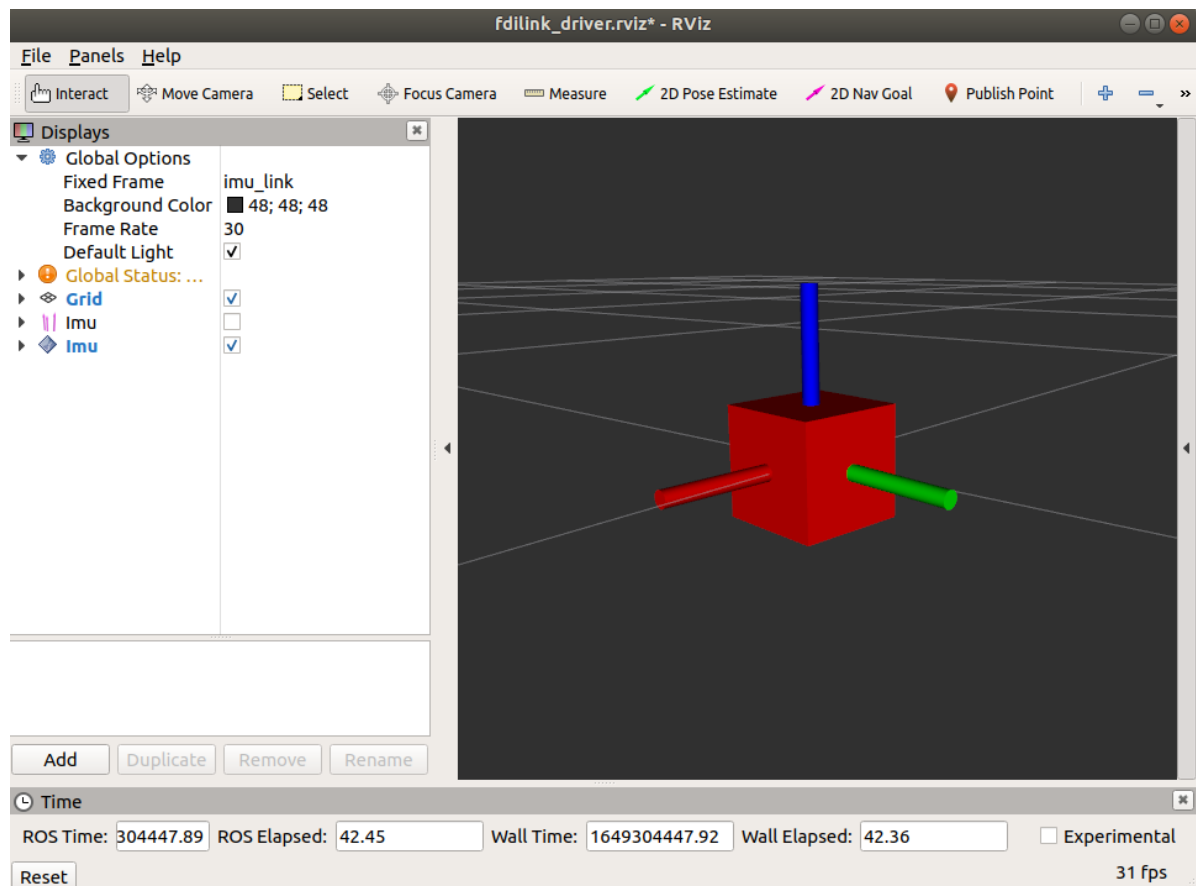 fdilink_driver.rviz* - RViz
File Panels Help
Interact Move Camera Select Focus Camera Measure 2D Pose Estimate 2D Nav Goal Publish Point »
Displays
Global Options
Fixed Frame imu_link
Background Color 48; 48; 48
Frame Rate 30
Default Light
Global Status: ...
Grid
Imu
Imu
Add Duplicate Remove Rename
Time
ROS Time: 304447.89 ROS Elapsed: 42.45 Wall Time: 1649304447.92 Wall Elapsed: 42.36 Experimental
Reset 31 fps